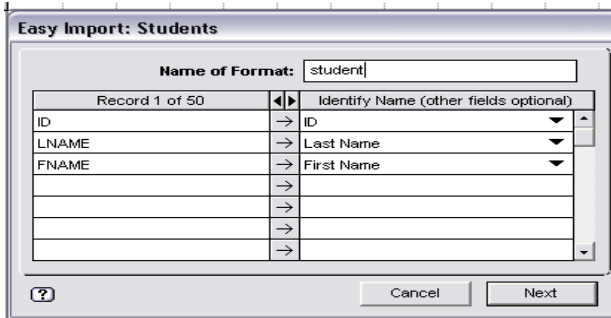 Easy Import: Students
Name of Format: student
Record 1 of 50 Identify Name (other fields optional)
ID → ID
LNAME → Last Name
FNAME → First Name
→
→
→
→
? Cancel Next